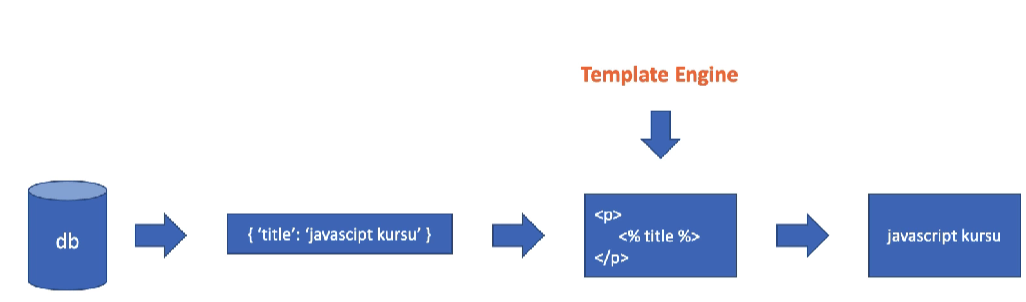 Template Engine
db
{ ‘title’: ‘javascipt kursu’ }
<p>
<% title %>
</p>
javascript kursu